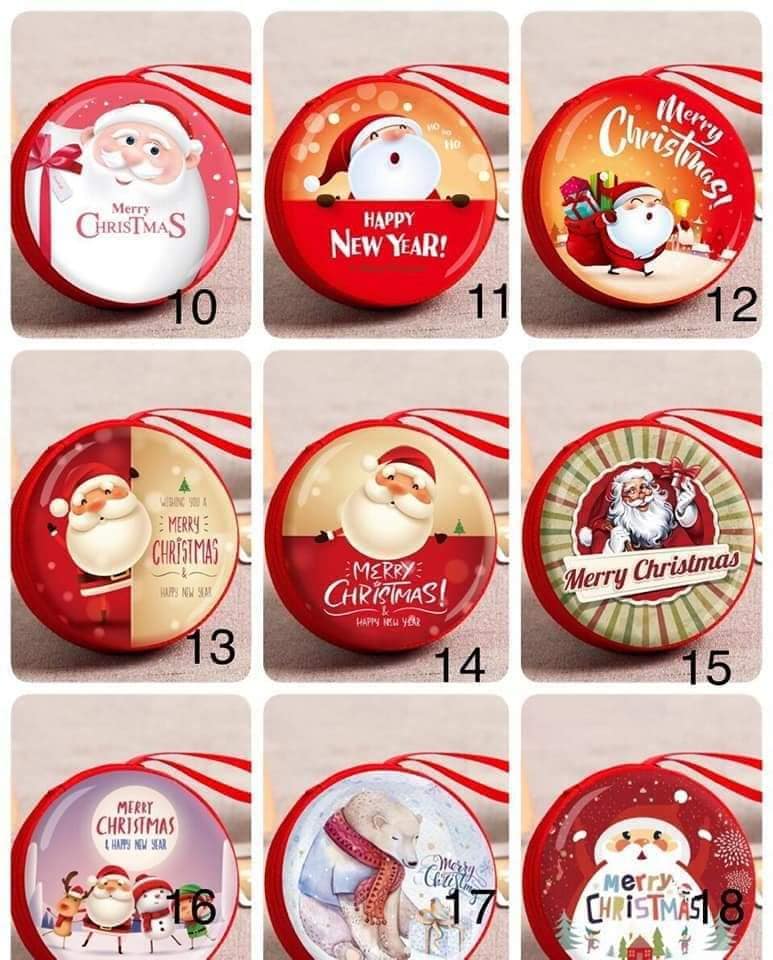 Merry
CHRISTMAS
10
HO HO
HO
HAPPY
NEW YEAR!
11
Merry
Christmas!
12
WISHING YOU A
MERRY
CHRISTMAS
&
HAPPY NEW YEAR
13
MERRY
CHRISTMAS!
&
HAPPY NEW YEAR
14
Merry Christmas
15
MERRY
CHRISTMAS
& HAPPY NEW YEAR
16
Merry
Christmas
17
merry
CHRISTMAS
18